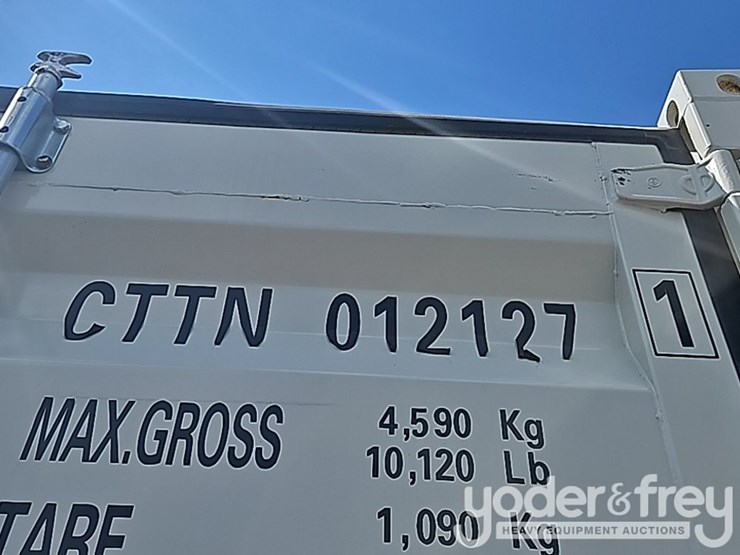 CTTN 012127 1
MAX.GROSS 4,590 Kg
10,120 Lb
TARE 1,090 Kg
yoder&frey
HEAVY EQUIPMENT AUCTIONS